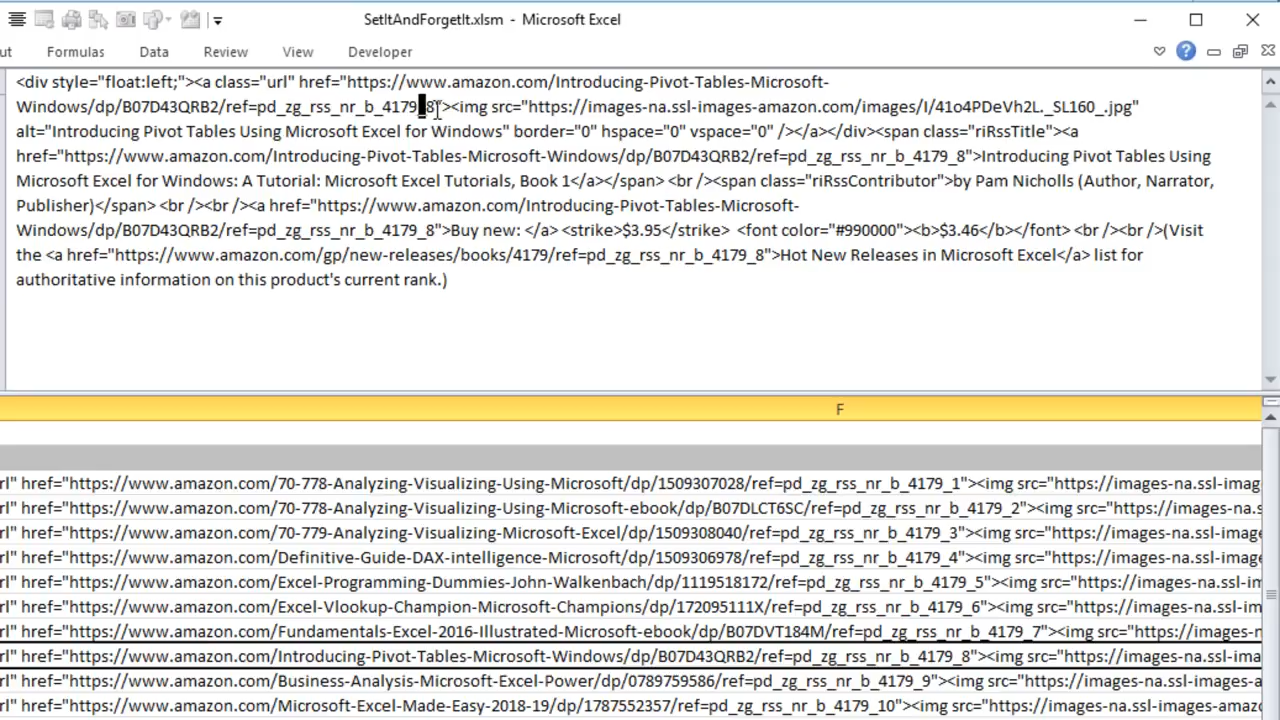 SetItAndForgetIt.xlsm - Microsoft Excel
ut Formulas Data Review View Developer
<div style="float:left;"><a class="url" href="https://www.amazon.com/Introducing-Pivot-Tables-Microsoft-
Windows/dp/B07D43QRB2/ref=pd_zg_rss_nr_b_4179_8"><img src="https://images-na.ssl-images-amazon.com/images/I/41o4PDeVh2L._SL160_.jpg"
alt="Introducing Pivot Tables Using Microsoft Excel for Windows" border="0" hspace="0" vspace="0" /></a></div><span class="riRssTitle"><a
href="https://www.amazon.com/Introducing-Pivot-Tables-Microsoft-Windows/dp/B07D43QRB2/ref=pd_zg_rss_nr_b_4179_8">Introducing Pivot Tables Using
Microsoft Excel for Windows: A Tutorial: Microsoft Excel Tutorials, Book 1</a></span> <br /><span class="riRssContributor">by Pam Nicholls (Author, Narrator,
Publisher)</span> <br /><br /><a href="https://www.amazon.com/Introducing-Pivot-Tables-Microsoft-
Windows/dp/B07D43QRB2/ref=pd_zg_rss_nr_b_4179_8">Buy new: </a> <strike>$3.95</strike> <font color="#990000"><b>$3.46</b></font> <br /><br />(Visit
the <a href="https://www.amazon.com/gp/new-releases/books/4179/ref=pd_zg_rss_nr_b_4179_8">Hot New Releases in Microsoft Excel</a> list for
authoritative information on this product's current rank.)
F
rl" href="https://www.amazon.com/70-778-Analyzing-Visualizing-Using-Microsoft/dp/1509307028/ref=pd_zg_rss_nr_b_4179_1"><img src="https://images-na.ssl-imag
rl" href="https://www.amazon.com/70-778-Analyzing-Visualizing-Using-Microsoft-ebook/dp/B07DLCT6SC/ref=pd_zg_rss_nr_b_4179_2"><img src="https://images-na.s
rl" href="https://www.amazon.com/70-779-Analyzing-Visualizing-Microsoft-Excel/dp/1509308040/ref=pd_zg_rss_nr_b_4179_3"><img src="https://images-na.ssl-imag
rl" href="https://www.amazon.com/Definitive-Guide-DAX-intelligence-Microsoft/dp/1509306978/ref=pd_zg_rss_nr_b_4179_4"><img src="https://images-na.ssl-image
rl" href="https://www.amazon.com/Excel-Programming-Dummies-John-Walkenbach/dp/1119518172/ref=pd_zg_rss_nr_b_4179_5"><img src="https://images-na.ssl-im
rl" href="https://www.amazon.com/Excel-Vlookup-Champion-Microsoft-Champions/dp/172095111X/ref=pd_zg_rss_nr_b_4179_6"><img src="https://images-na.ssl-im
rl" href="https://www.amazon.com/Fundamentals-Excel-2016-Illustrated-Microsoft-ebook/dp/B07DVT184M/ref=pd_zg_rss_nr_b_4179_7"><img src="https://images-n
rl" href="https://www.amazon.com/Introducing-Pivot-Tables-Microsoft-Windows/dp/B07D43QRB2/ref=pd_zg_rss_nr_b_4179_8"><img src="https://images-na.ssl-ima
rl" href="https://www.amazon.com/Business-Analysis-Microsoft-Excel-Power/dp/0789759586/ref=pd_zg_rss_nr_b_4179_9"><img src="https://images-na.ssl-images-a
rl" href="https://www.amazon.com/Microsoft-Excel-Made-Easy-2018-19/dp/1787552357/ref=pd_zg_rss_nr_b_4179_10"><img src="https://images-na.ssl-images-amazo